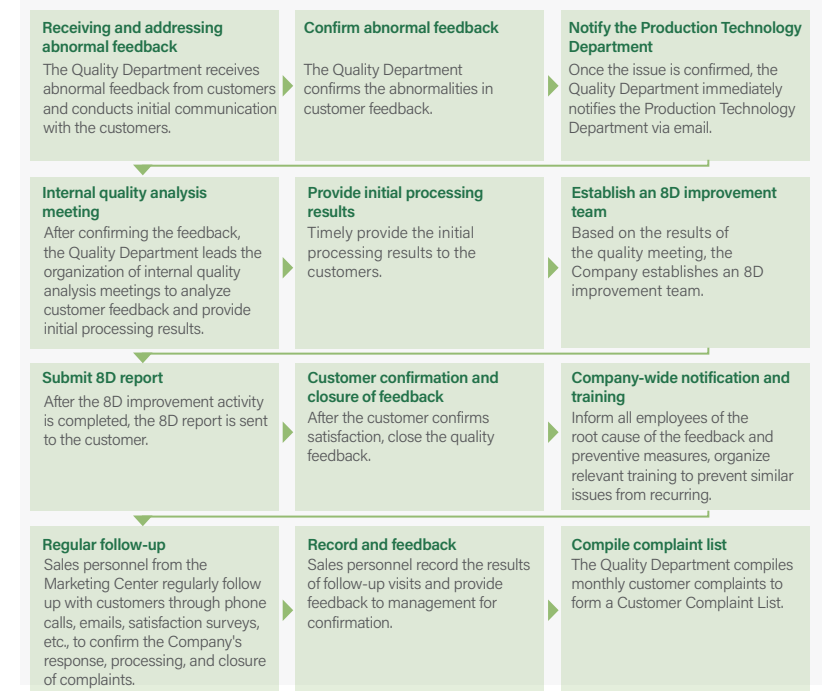 Receiving and addressing
abnormal feedback
The Quality Department receives
abnormal feedback from customers
and conducts initial communication
with the customers.
Confirm abnormal feedback
The Quality Department
confirms the abnormalities in
customer feedback.
Notify the Production Technology
Department
Once the issue is confirmed, the
Quality Department immediately
notifies the Production Technology
Department via email.
Internal quality analysis
meeting
After confirming the feedback,
the Quality Department leads the
organization of internal quality
analysis meetings to analyze
customer feedback and provide
initial processing results.
Provide initial processing
results
Timely provide the initial
processing results to the
customers.
Establish an 8D improvement
team
Based on the results of
the quality meeting, the
Company establishes an 8D
improvement team.
Submit 8D report
After the 8D improvement activity
is completed, the 8D report is sent
to the customer.
Customer confirmation and
closure of feedback
After the customer confirms
satisfaction, close the quality
feedback.
Company-wide notification and
training
Inform all employees of the
root cause of the feedback and
preventive measures, organize
relevant training to prevent similar
issues from recurring.
Regular follow-up
Sales personnel from the
Marketing Center regularly follow
up with customers through phone
calls, emails, satisfaction surveys,
etc., to confirm the Company's
response, processing, and closure
of complaints.
Record and feedback
Sales personnel record the results
of follow-up visits and provide
feedback to management for
confirmation.
Compile complaint list
The Quality Department compiles
monthly customer complaints to
form a Customer Complaint List.